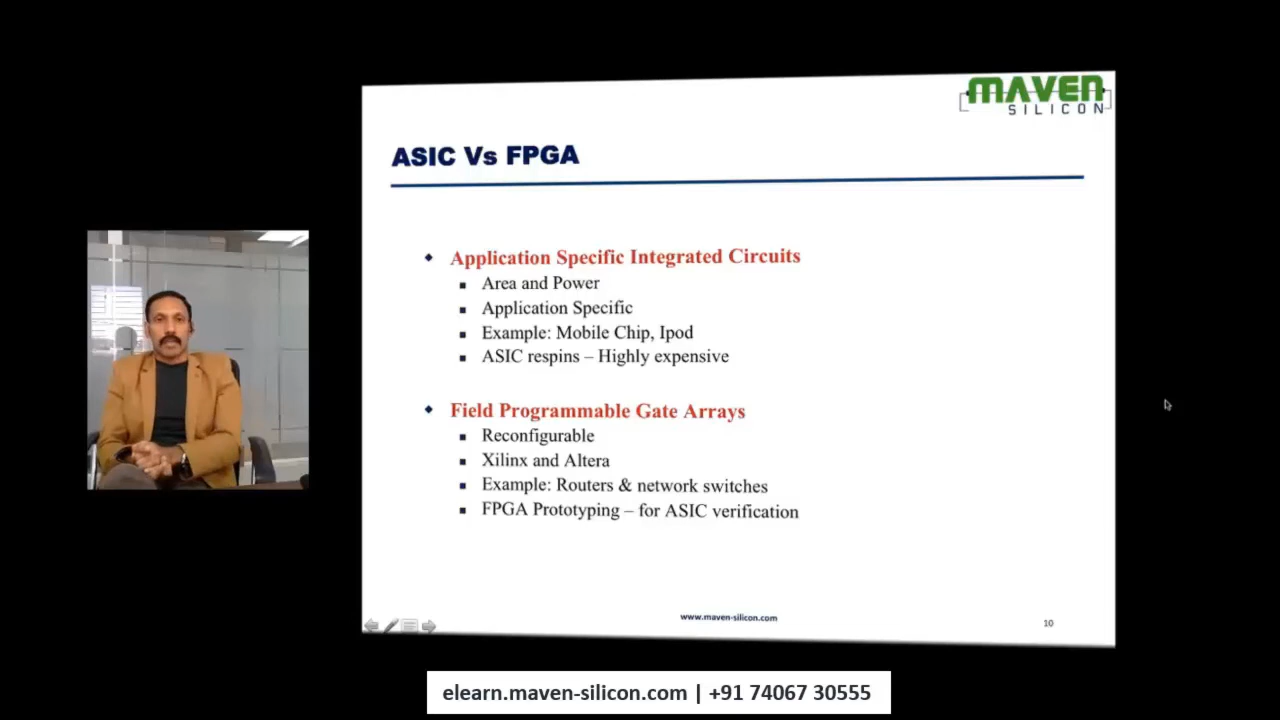 MAVEN
SILICON
ASIC Vs FPGA
Application Specific Integrated Circuits
Area and Power
Application Specific
Example: Mobile Chip, Ipod
ASIC respins – Highly expensive
Field Programmable Gate Arrays
Reconfigurable
Xilinx and Altera
Example: Routers & network switches
FPGA Prototyping – for ASIC verification
www.maven-silicon.com
10
elearn.maven-silicon.com | +91 74067 30555